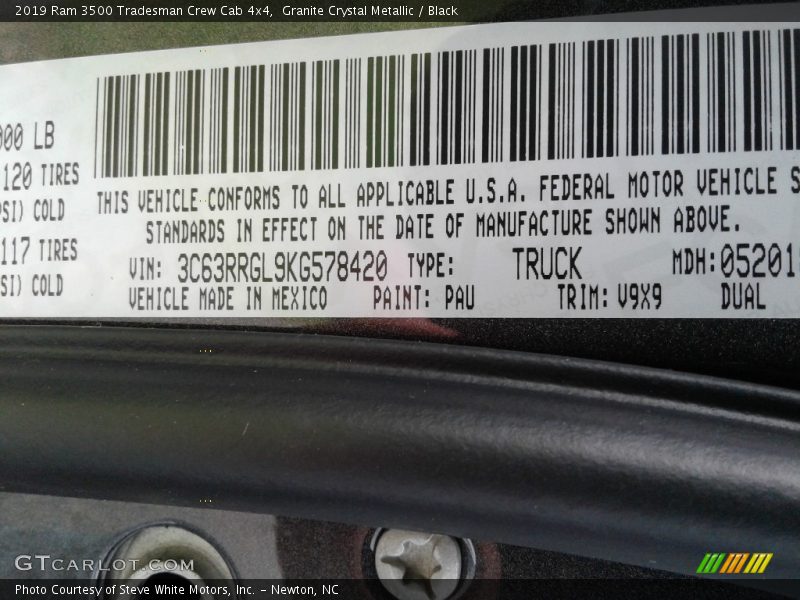 2019 Ram 3500 Tradesman Crew Cab 4x4, Granite Crystal Metallic / Black
000 LB
120 TIRES
PSI) COLD
117 TIRES
SI) COLD
THIS VEHICLE CONFORMS TO ALL APPLICABLE U.S.A. FEDERAL MOTOR VEHICLE S
STANDARDS IN EFFECT ON THE DATE OF MANUFACTURE SHOWN ABOVE.
VIN: 3C63RRGL9KG578420 TYPE: TRUCK MDH: 05201
VEHICLE MADE IN MEXICO PAINT: PAU TRIM: V9X9 DUAL
GTCARLOT.COM
Photo Courtesy of Steve White Motors, Inc. – Newton, NC